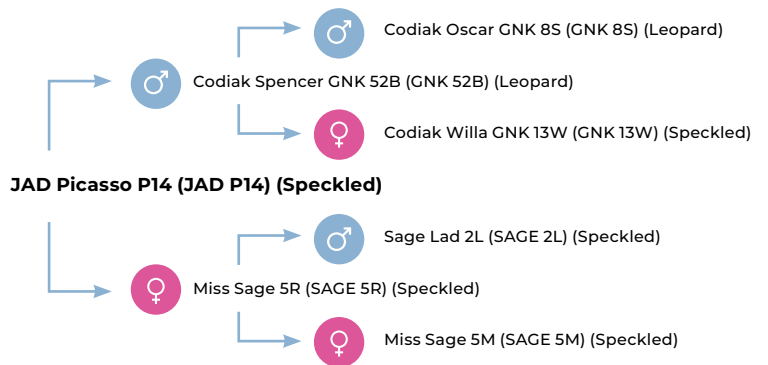 Codiak Oscar GNK 8S (GNK 8S) (Leopard)
Codiak Spencer GNK 52B (GNK 52B) (Leopard)
Codiak Willa GNK 13W (GNK 13W) (Speckled)
JAD Picasso P14 (JAD P14) (Speckled)
Sage Lad 2L (SAGE 2L) (Speckled)
Miss Sage 5R (SAGE 5R) (Speckled)
Miss Sage 5M (SAGE 5M) (Speckled)